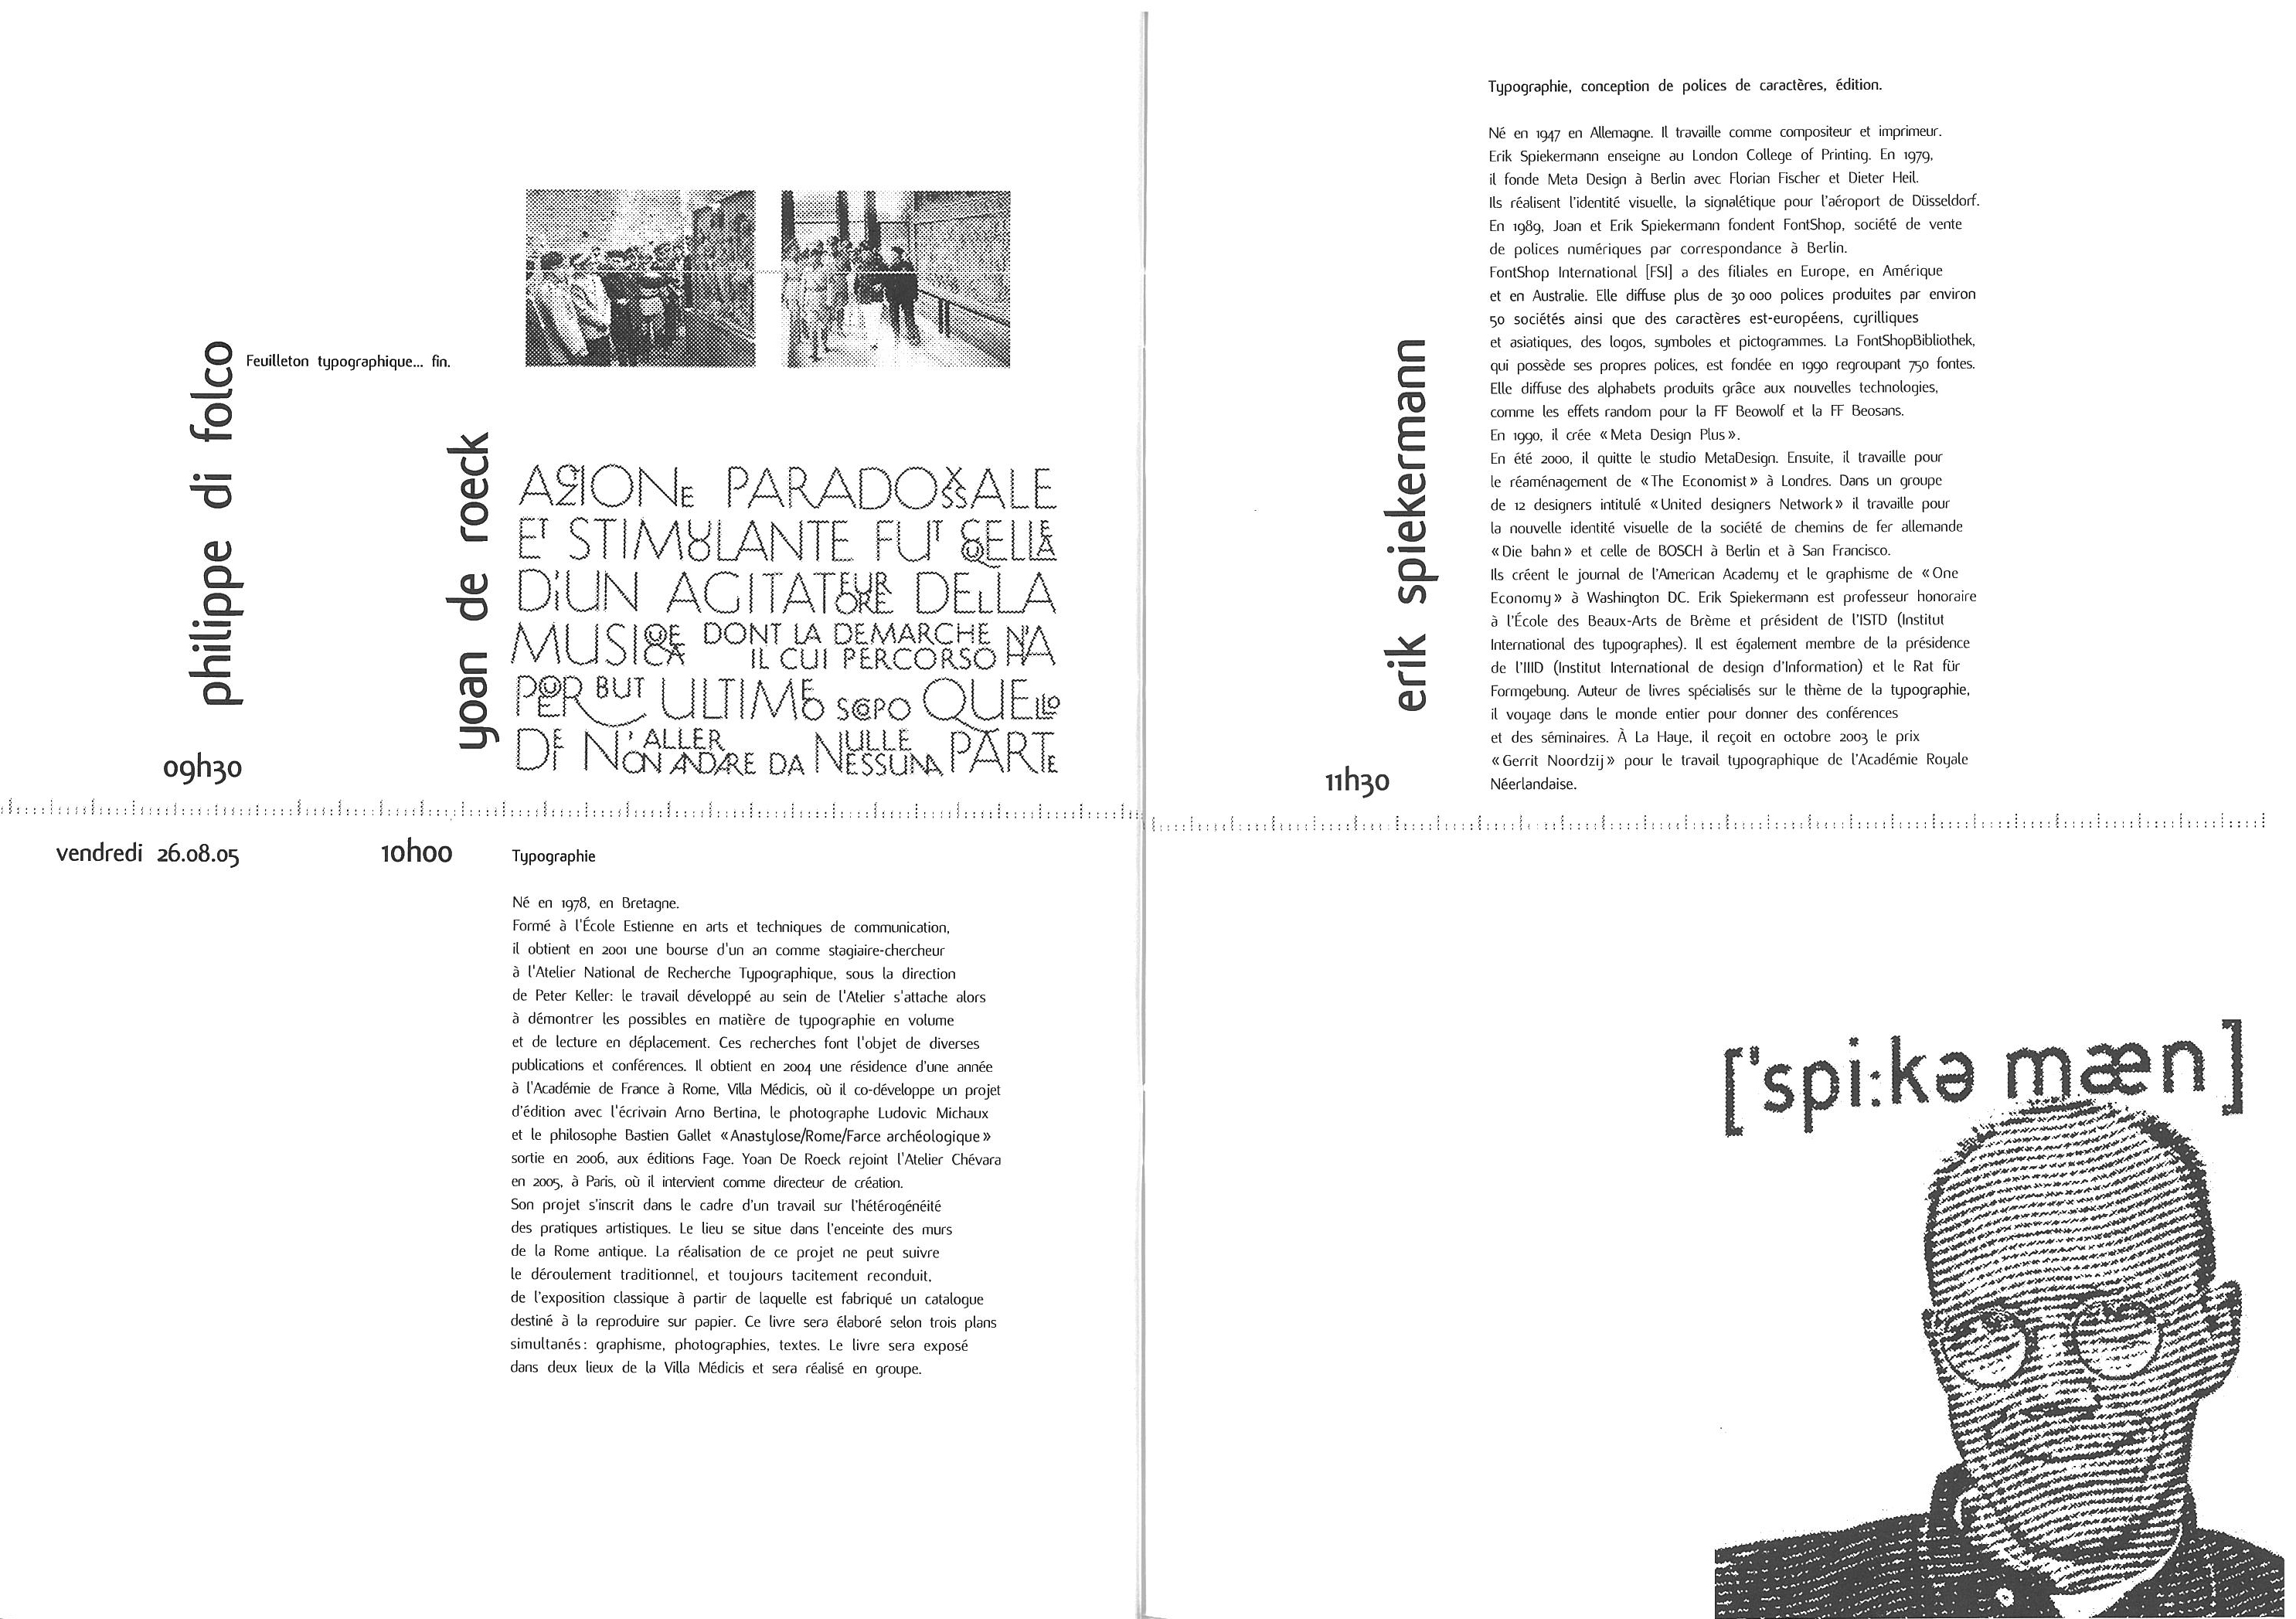 philippe di folco
Feuilleton typographique... fin.
09h30
yoan de roeck
AZIONE PARADOXSSALE
ET STIMULANTE FUT QUELLA
D'UN AGITATEUR DELLA
MUSICA DONT LA DEMARCHE N'A
IL CUI PERCORSO HA
PER BUT ULTIMO SCOPO QUELLO
DE N'ALLER NULLE PART
NON ANDARE DA NESSUNA PARTE
vendredi 26.08.05
10h00
Typographie
Né en 1978, en Bretagne.
Formé à l'École Estienne en arts et techniques de communication,
il obtient en 2001 une bourse d'un an comme stagiaire-chercheur
à l'Atelier National de Recherche Typographique, sous la direction
de Peter Keller: le travail développé au sein de l'Atelier s'attache alors
à démontrer les possibles en matière de typographie en volume
et de lecture en déplacement. Ces recherches font l'objet de diverses
publications et conférences. Il obtient en 2004 une résidence d'une année
à l'Académie de France à Rome, Villa Médicis, où il co-développe un projet
d'édition avec l'écrivain Arno Bertina, le photographe Ludovic Michaux
et le philosophe Bastien Gallet «Anastylose/Rome/Farce archéologique»
sortie en 2006, aux éditions Fage. Yoan De Roeck rejoint l'Atelier Chévara
en 2005, à Paris, où il intervient comme directeur de création.
Son projet s'inscrit dans le cadre d'un travail sur l'hétérogénéité
des pratiques artistiques. Le lieu se situe dans l'enceinte des murs
de la Rome antique. La réalisation de ce projet ne peut suivre
le déroulement traditionnel, et toujours tacitement reconduit,
de l'exposition classique à partir de laquelle est fabriqué un catalogue
destiné à la reproduire sur papier. Ce livre sera élaboré selon trois plans
simultanés: graphisme, photographies, textes. Le livre sera exposé
dans deux lieux de la Villa Médicis et sera réalisé en groupe.
erik spiekermann
11h30
Typographie, conception de polices de caractères, édition.
Né en 1947 en Allemagne. Il travaille comme compositeur et imprimeur.
Erik Spiekermann enseigne au London College of Printing. En 1979,
il fonde Meta Design à Berlin avec Florian Fischer et Dieter Heil.
Ils réalisent l'identité visuelle, la signalétique pour l'aéroport de Düsseldorf.
En 1989, Joan et Erik Spiekermann fondent FontShop, société de vente
de polices numériques par correspondance à Berlin.
FontShop International [FSI] a des filiales en Europe, en Amérique
et en Australie. Elle diffuse plus de 30 000 polices produites par environ
50 sociétés ainsi que des caractères est-européens, cyrilliques
et asiatiques, des logos, symboles et pictogrammes. La FontShopBibliothek,
qui possède ses propres polices, est fondée en 1990 regroupant 750 fontes.
Elle diffuse des alphabets produits grâce aux nouvelles technologies,
comme les effets random pour la FF Beowolf et la FF Beosans.
En 1990, il crée «Meta Design Plus».
En été 2000, il quitte le studio MetaDesign. Ensuite, il travaille pour
le réaménagement de «The Economist» à Londres. Dans un groupe
de 12 designers intitulé «United designers Network» il travaille pour
la nouvelle identité visuelle de la société de chemins de fer allemande
«Die bahn» et celle de BOSCH à Berlin et à San Francisco.
Ils créent le journal de l'American Academy et le graphisme de «One
Economy» à Washington DC. Erik Spiekermann est professeur honoraire
à l'École des Beaux-Arts de Brème et président de l'ISTD (Institut
International des typographes). Il est également membre de la présidence
de l'IIID (Institut International de design d'Information) et le Rat für
Formgebung. Auteur de livres spécialisés sur le thème de la typographie,
il voyage dans le monde entier pour donner des conférences
et des séminaires. À La Haye, il reçoit en octobre 2003 le prix
«Gerrit Noordzij» pour le travail typographique de l'Académie Royale
Néerlandaise.
['spi:kə mæn]